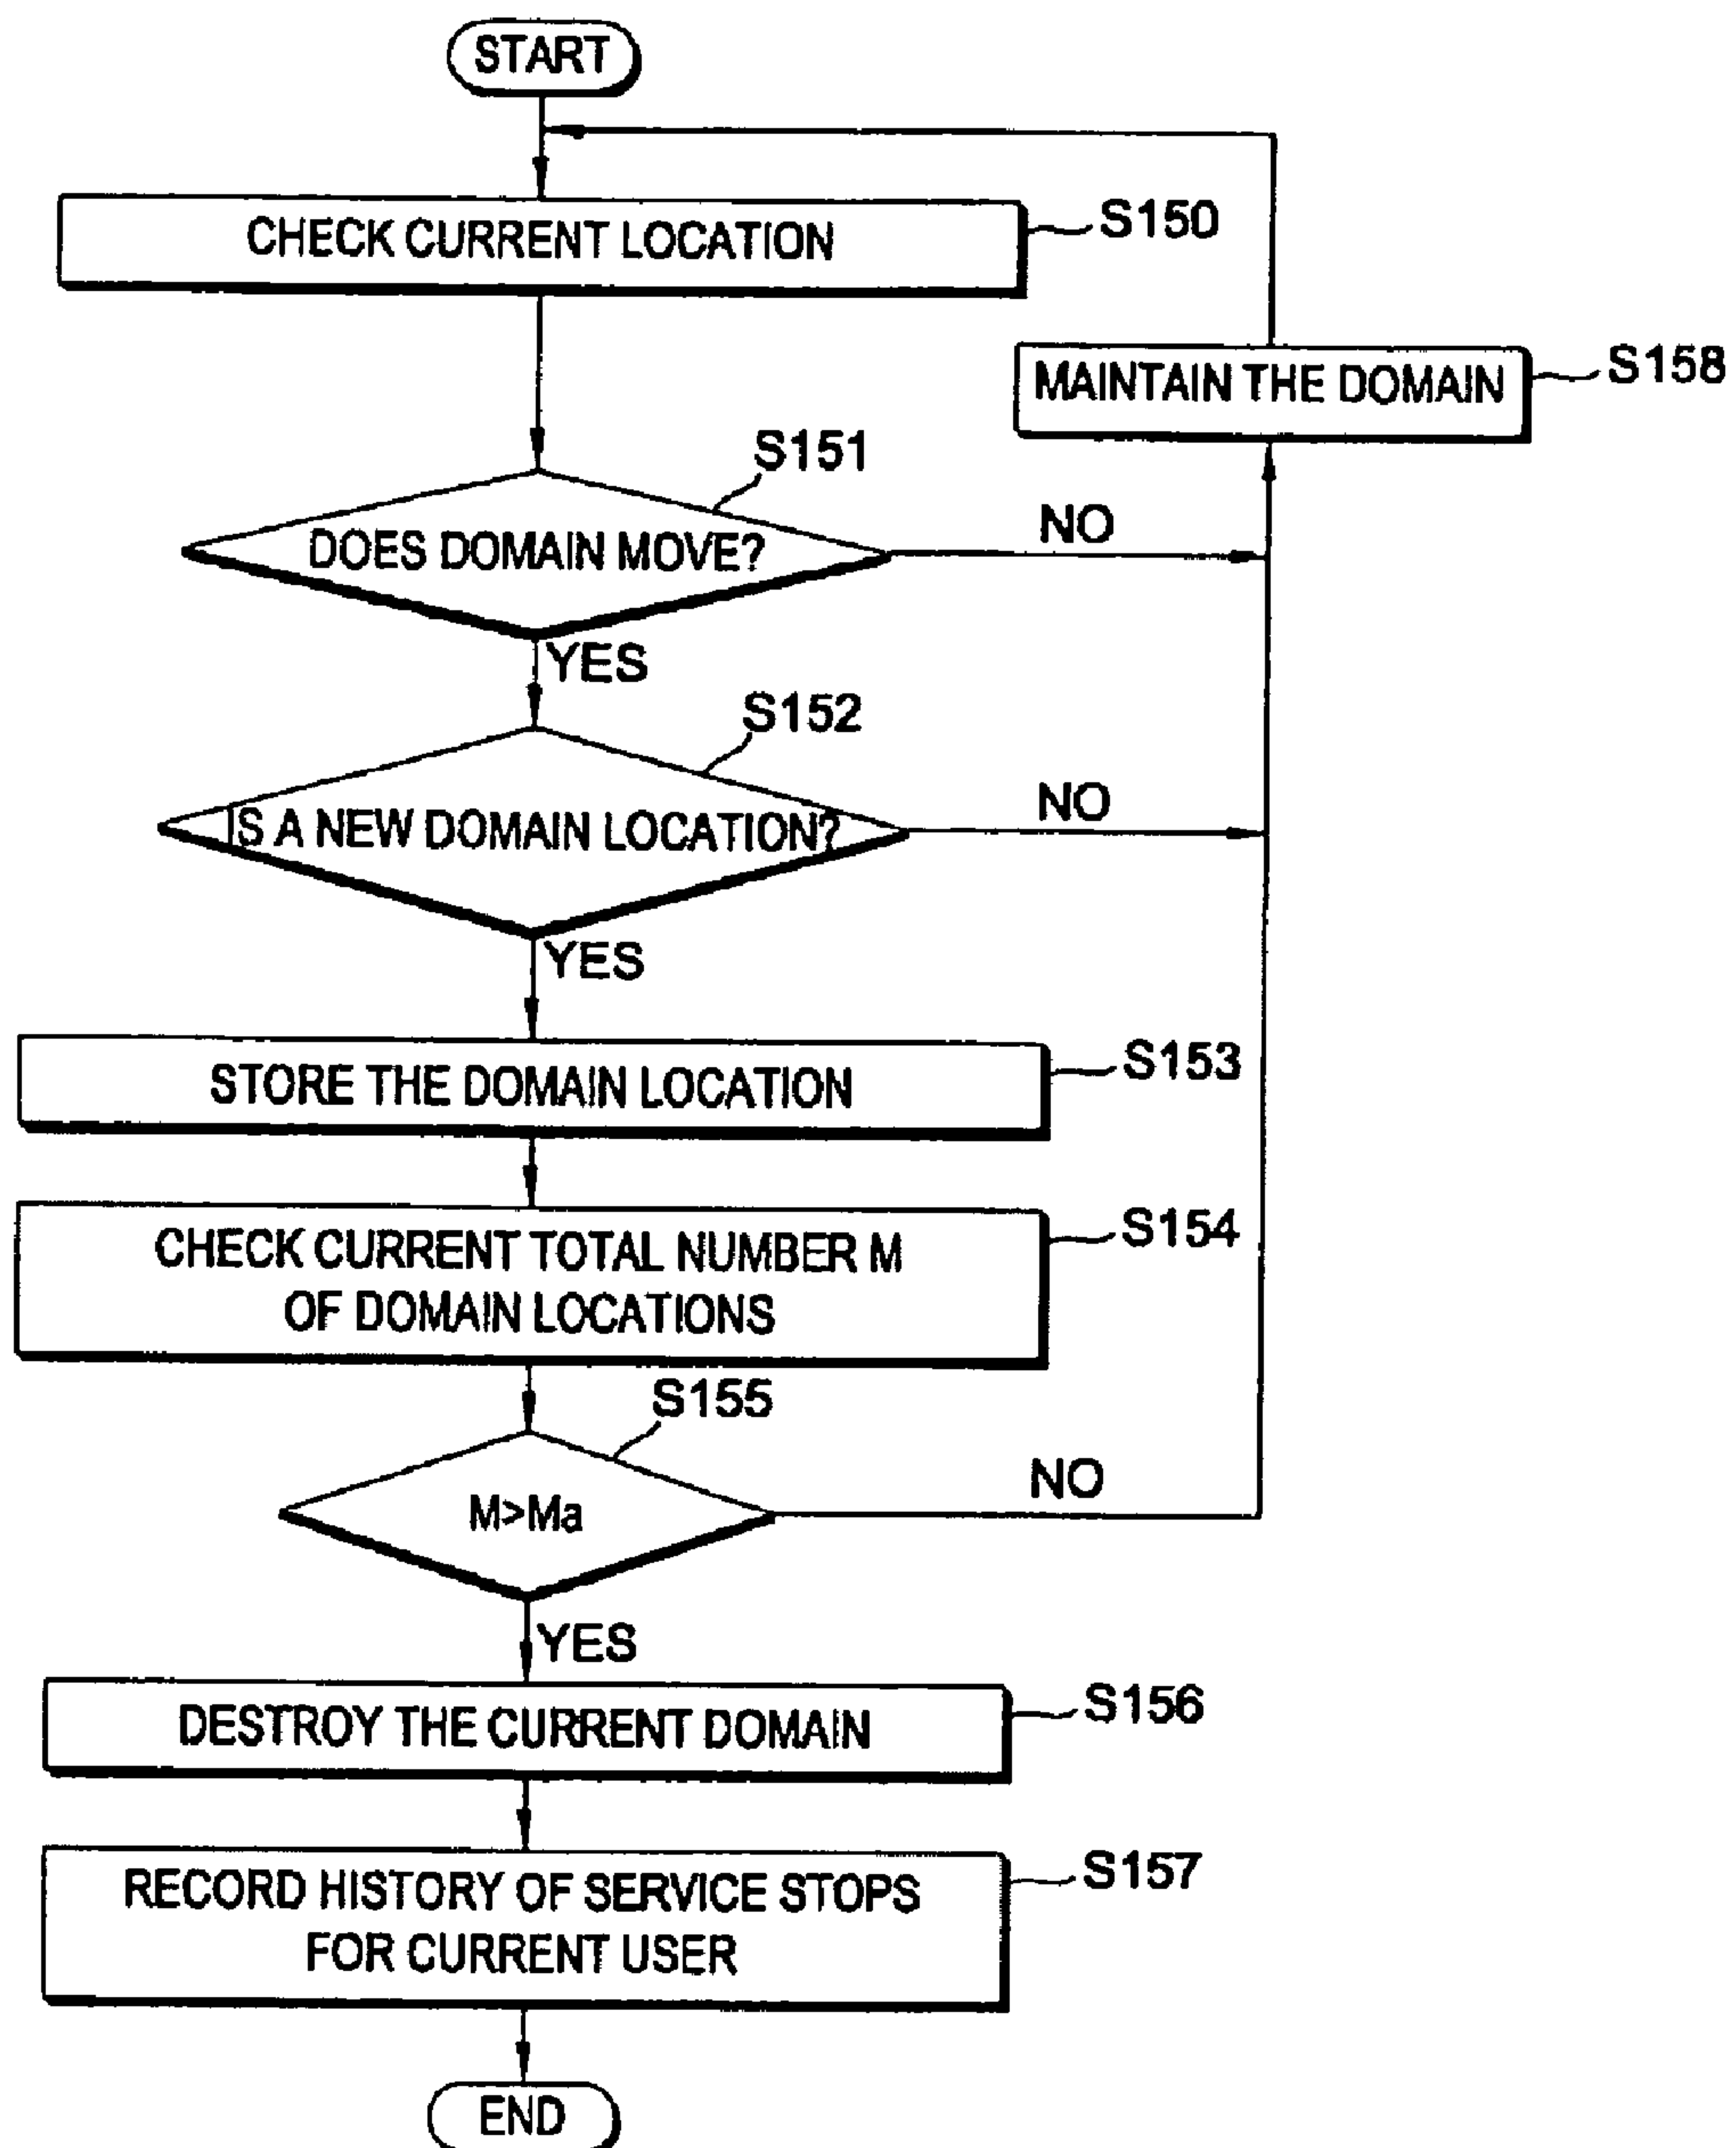 START
CHECK CURRENT LOCATION
S150
MAINTAIN THE DOMAIN
S158
S151
DOES DOMAIN MOVE?
NO
YES
S152
IS A NEW DOMAIN LOCATION?
NO
YES
STORE THE DOMAIN LOCATION
S153
CHECK CURRENT TOTAL NUMBER M
OF DOMAIN LOCATIONS
S154
S155
M>Ma
NO
YES
DESTROY THE CURRENT DOMAIN
S156
RECORD HISTORY OF SERVICE STOPS
FOR CURRENT USER
S157
END